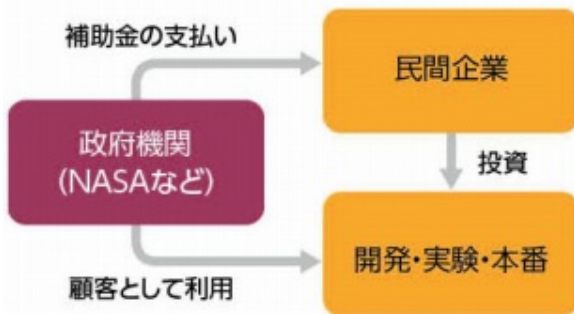 補助金の支払い
民間企業
政府機関
(NASAなど)
投資
開発・実験・本番
顧客として利用